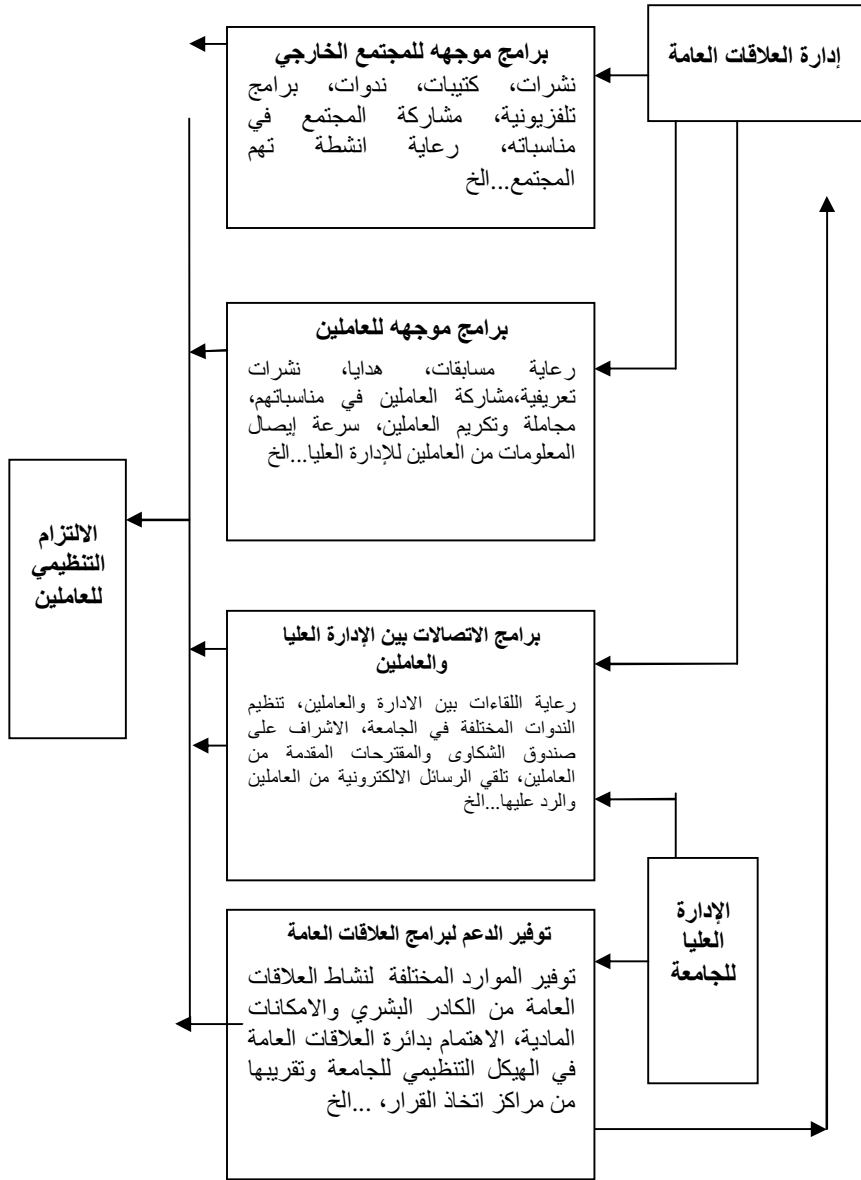 إدارة العلاقات العامة
برامج موجهه للمجتمع الخارجي
نشرات، كتيبات، ندوات، برامج
تلفزيونية، مشاركة المجتمع في
مناسباته، رعاية انشطة تهم
المجتمع...الخ
برامج موجهه للعاملين
رعاية مسابقات، هدايا، نشرات
تعريفية،مشاركة العاملين في مناسباتهم،
مجاملة وتكريم العاملين، سرعة إيصال
المعلومات من العاملين للإدارة العليا...الخ
برامج الاتصالات بين الإدارة العليا
والعاملين
رعاية اللقاءات بين الادارة والعاملين، تنظيم
الندوات المختلفة في الجامعة، الاشراف على
صندوق الشكاوى والمقترحات المقدمة من
العاملين، تلقي الرسائل الالكترونية من العاملين
والرد عليها...الخ
الإدارة
العليا
للجامعة
توفير الدعم لبرامج العلاقات العامة
توفير الموارد المختلفة لنشاط العلاقات
العامة من الكادر البشري والامكانات
المادية، الاهتمام بدائرة العلاقات العامة
في الهيكل التنظيمي للجامعة وتقريبها
من مراكز اتخاذ القرار، ...الخ
الالتزام
التنظيمي
للعاملين